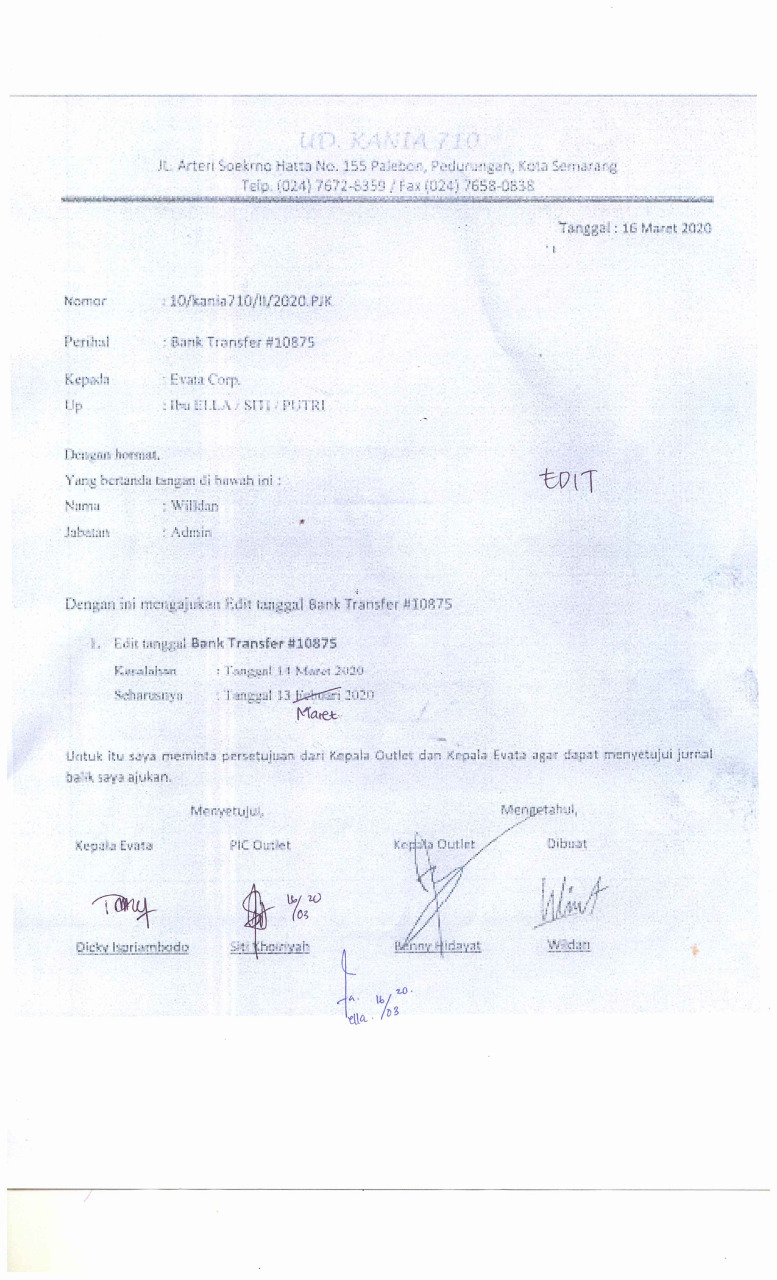 UD. KANIA 710
JL. Arteri Soekrno Hatta No. 155 Palebon, Pedurungan, Kota Semarang
Telp. (024) 7672-6359 / Fax (024) 7658-0838
Tanggal : 16 Maret 2020
Nomor : 10/kania710/II/2020.PJK
Perihal : Bank Transfer #10875
Kepada : Evata Corp.
Up : Ibu ELLA / SITI / PUTRI
Dengan hormat,
Yang bertanda tangan di bawah ini :
EDIT
Nama : Willdan
Jabatan : Admin
Dengan ini mengajukan Edit tanggal Bank Transfer #10875
1. Edit tanggal Bank Transfer #10875
Kesalahan : Tanggal 14 Maret 2020
Seharusnya : Tanggal 13 Februari 2020
Maret
Untuk itu saya meminta persetujuan dari Kepala Outlet dan Kepala Evata agar dapat menyetujui jurnal
balik saya ajukan.
Menyetujui, Mengetahui,
Kepala Evata PIC Outlet Kepala Outlet Dibuat
16/03 20
Dicky Isoriambodo Siti Khoiriyah Benny Hidayat Wildan
ella. 16/03 20.